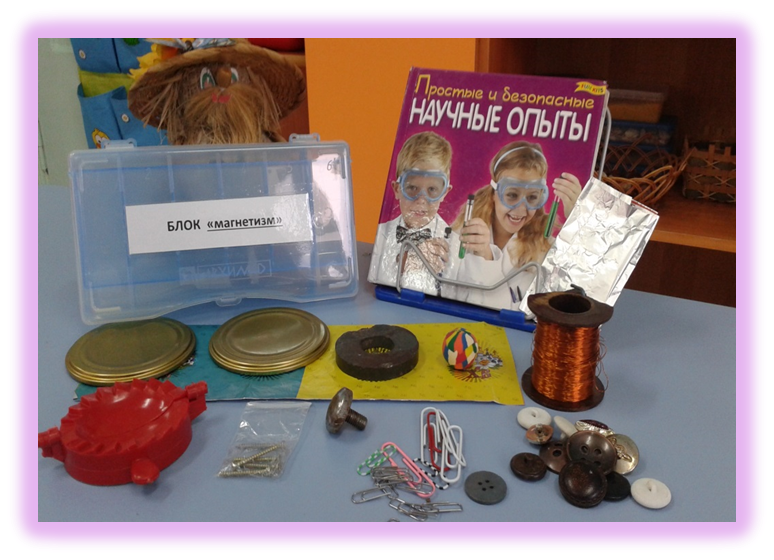 БЛОК «магнетизм»
Простые и безопасные
НАУЧНЫЕ ОПЫТЫ